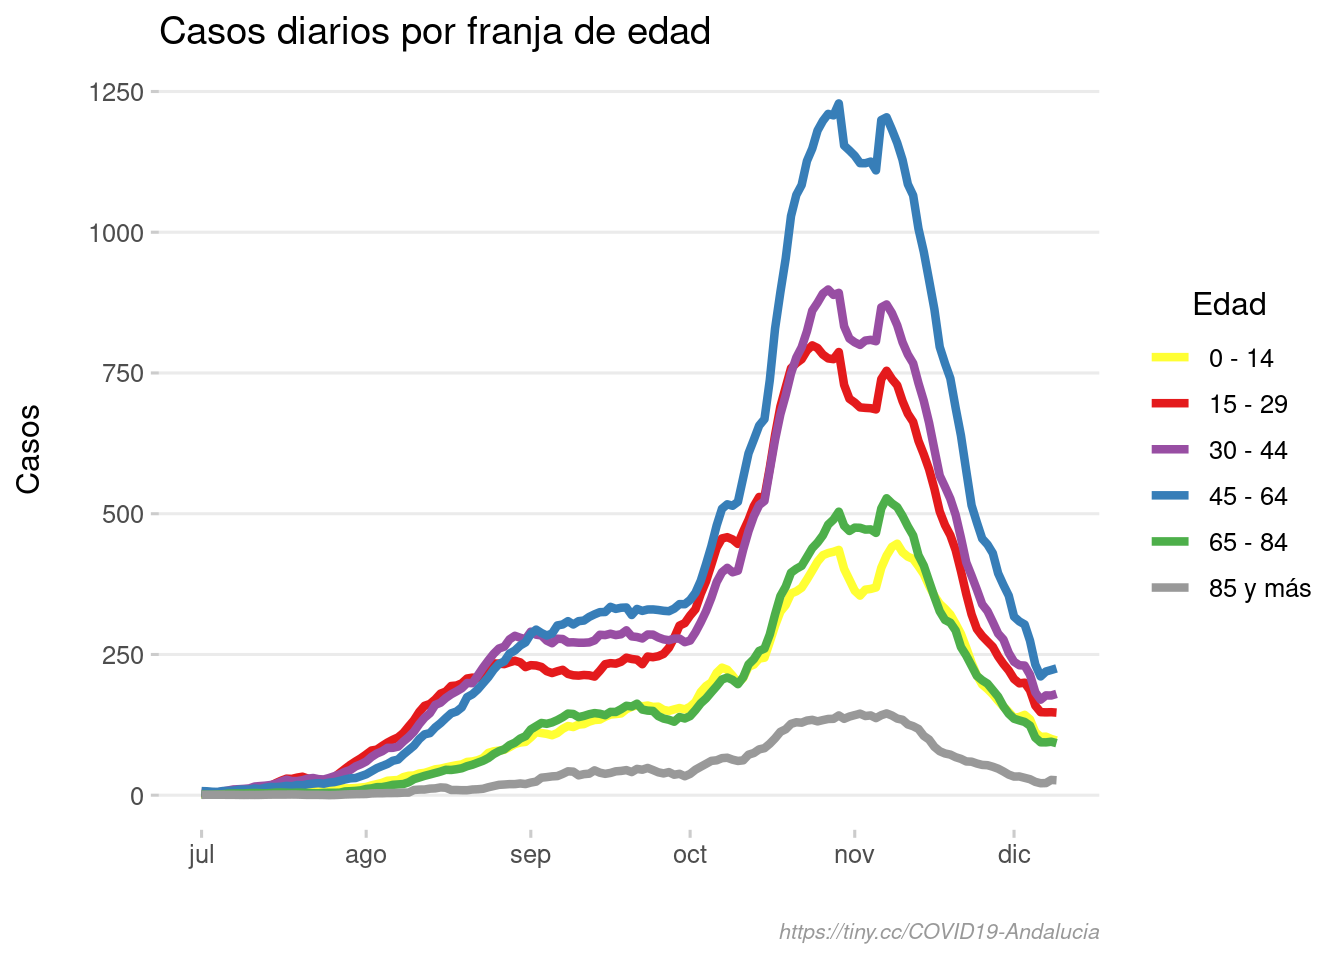 Casos diarios por franja de edad
1250
1000
750
500
250
0
Casos
jul ago sep oct nov dic
Edad
0 - 14
15 - 29
30 - 44
45 - 64
65 - 84
85 y más
https://tiny.cc/COVID19-Andalucia